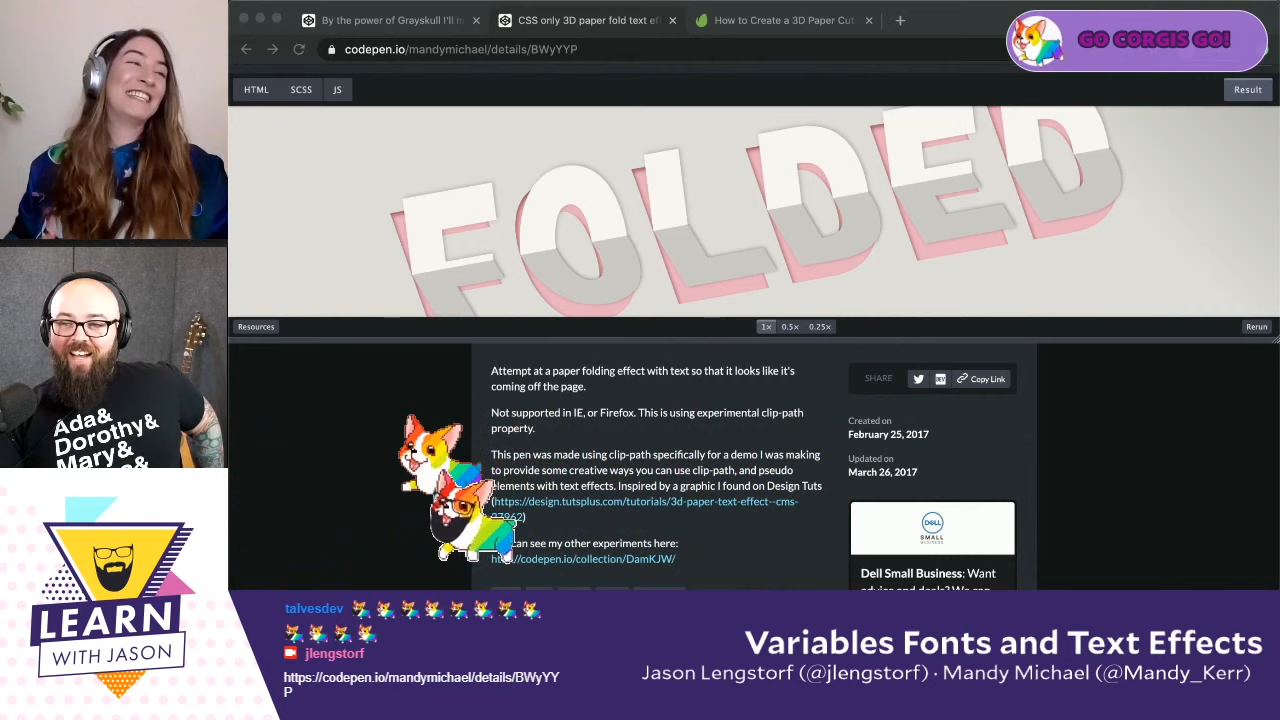 By the power of Grayskull I'll m
CSS only 3D paper fold text ef
How to Create a 3D Paper Cut
codepen.io/mandymichael/details/BWyYYP
GO CORGIS GO!
HTML
SCSS
JS
Result
FOLDED
Resources
1×
0.5×
0.25×
Rerun
Attempt at a paper folding effect with text so that it looks like it's
coming off the page.
Not supported in IE, or Firefox. This is using experimental clip-path
property.
This pen was made using clip-path specifically for a demo I was making
to provide some creative ways you can use clip-path, and pseudo
elements with text effects. Inspired by a graphic I found on Design Tuts
(https://design.tutsplus.com/tutorials/3d-paper-text-effect--cms-
27962)
can see my other experiments here:
codepen.io/collection/DamKJW/
SHARE
DEV
Copy Link
Created on
February 25, 2017
Updated on
March 26, 2017
DELL
SMALL
BUSINESS
Dell Small Business: Want
Ada&
Dorothy&
Mary&
LEARN
WITH JASON
talvesdev
jlengstorf
https://codepen.io/mandymichael/details/BWyYY
P
Variables Fonts and Text Effects
Jason Lengstorf (@jlengstorf) · Mandy Michael (@Mandy_Kerr)